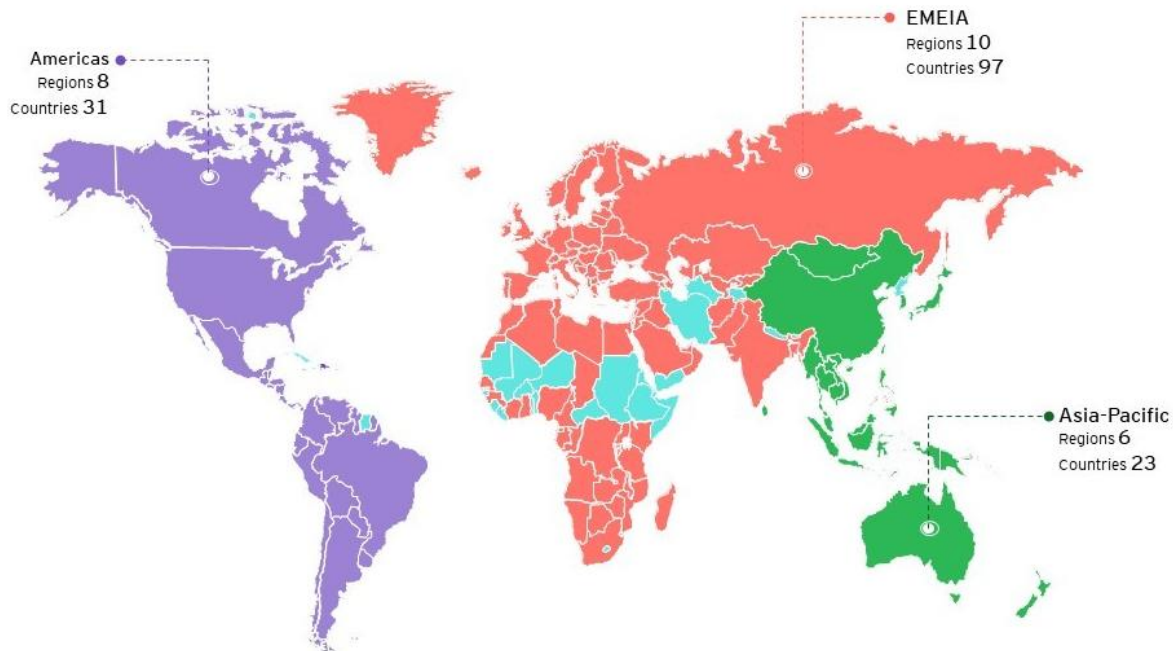 EMEIA
Regions 10
Countries 97
Americas
Regions 8
Countries 31
Asia-Pacific
Regions 6
Countries 23